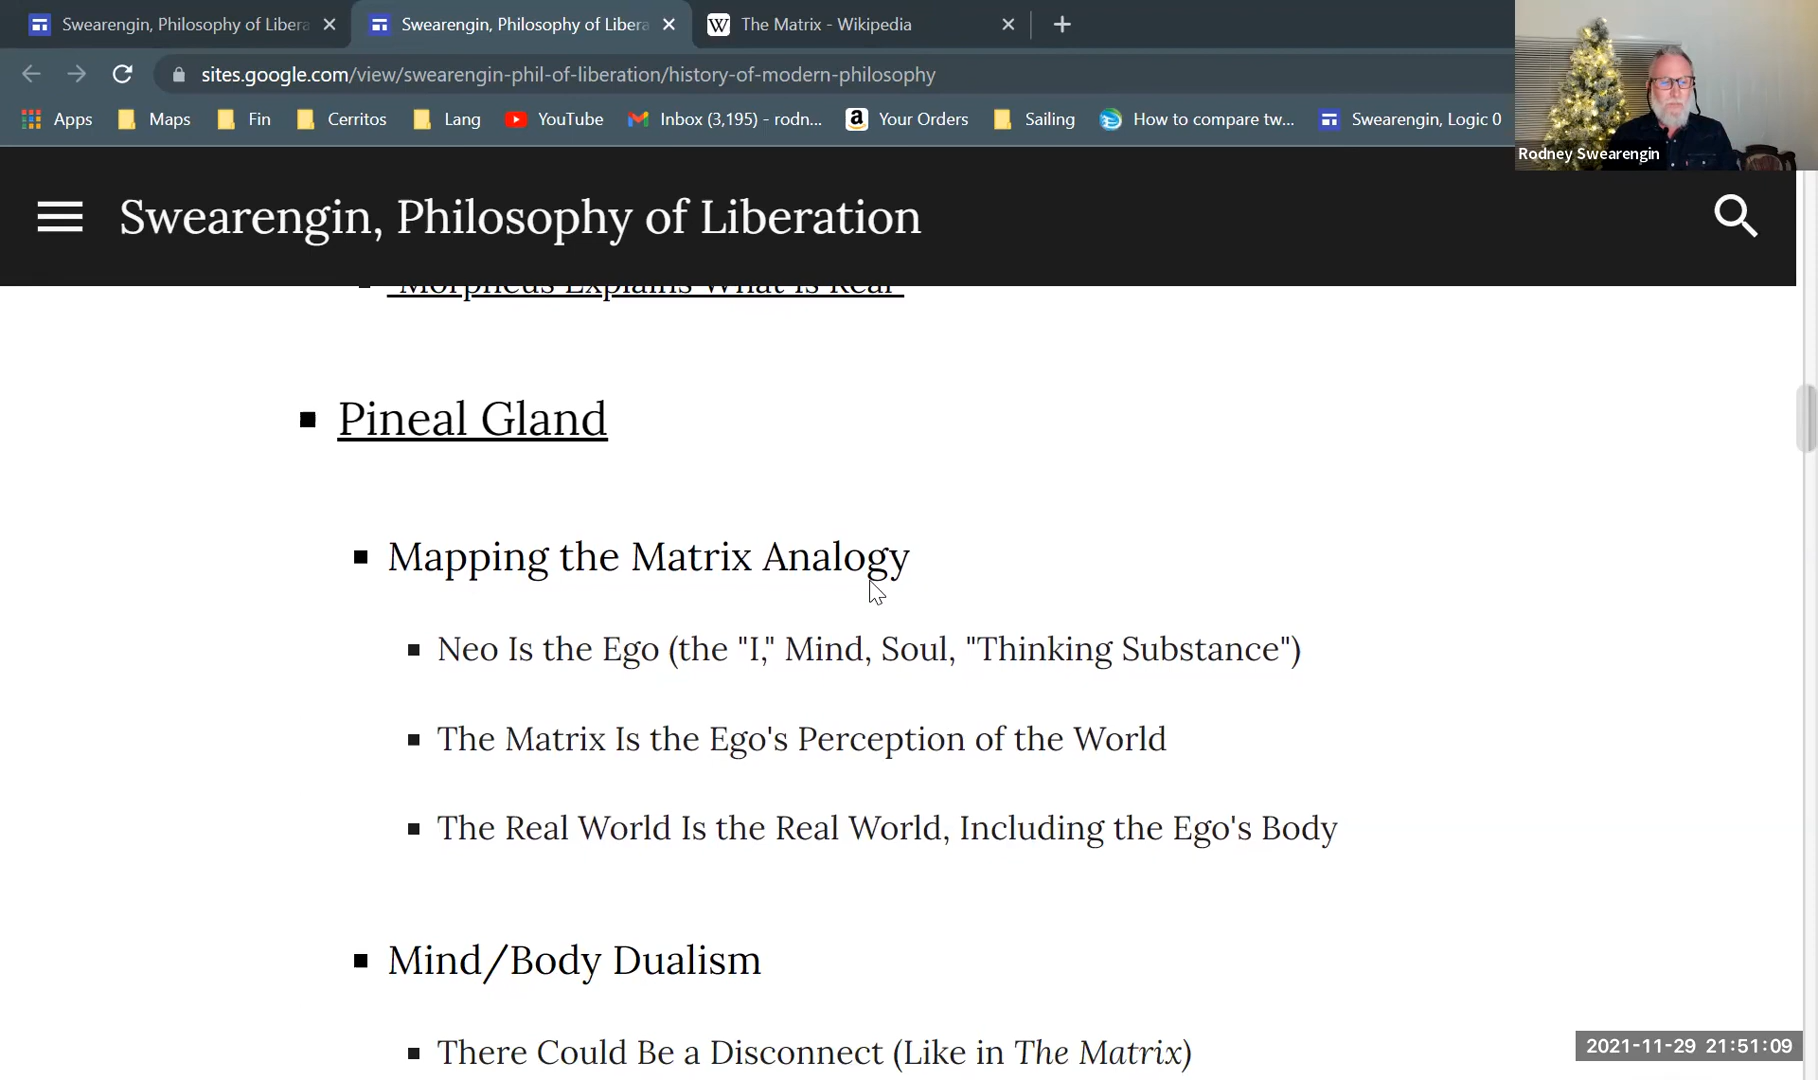 Swearengin, Philosophy of Libera
Swearengin, Philosophy of Libera
The Matrix - Wikipedia
sites.google.com/view/swearengin-phil-of-liberation/history-of-modern-philosophy
Apps
Maps
Fin
Cerritos
Lang
YouTube
Inbox (3,195) - rodn...
Your Orders
Sailing
How to compare tw...
Swearengin, Logic 0
Rodney Swearengin
Swearengin, Philosophy of Liberation
"Morpheus Explains What Is Real"
Pineal Gland
Mapping the Matrix Analogy
Neo Is the Ego (the "I," Mind, Soul, "Thinking Substance")
The Matrix Is the Ego's Perception of the World
The Real World Is the Real World, Including the Ego's Body
Mind/Body Dualism
There Could Be a Disconnect (Like in The Matrix)
2021-11-29 21:51:09